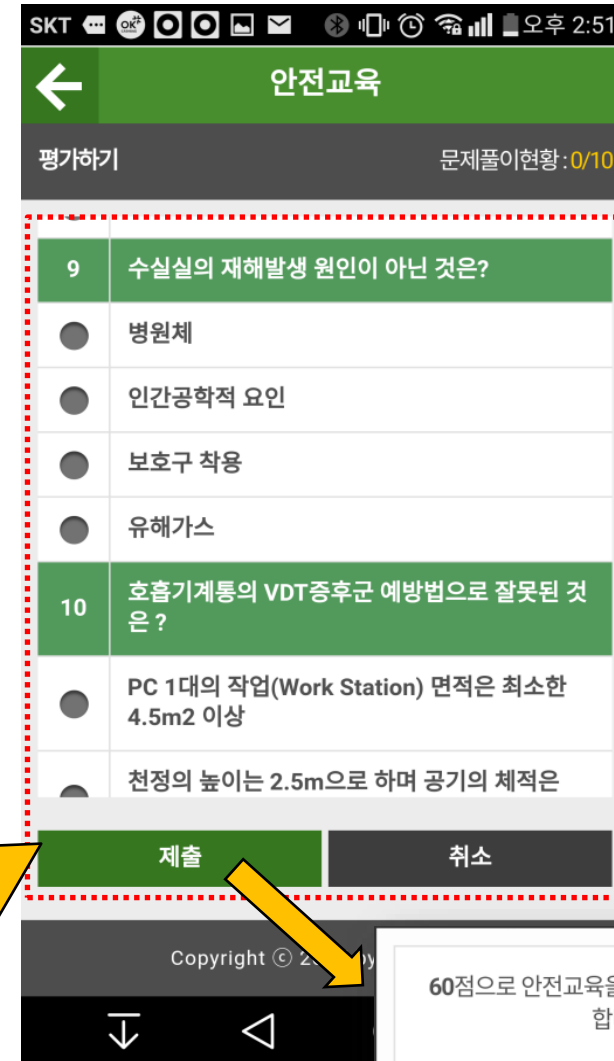 SKT 오후 2:51
안전교육
평가하기 문제풀이현황 : 0/10
9 수실실의 재해발생 원인이 아닌 것은?
병원체
인간공학적 요인
보호구 착용
유해가스
10 호흡기계통의 VDT증후군 예방법으로 잘못된 것
은 ?
PC 1대의 작업(Work Station) 면적은 최소한
4.5m2 이상
천정의 높이는 2.5m으로 하며 공기의 체적은
제출 취소
Copyright ⓒ
60점으로 안전교육을
합